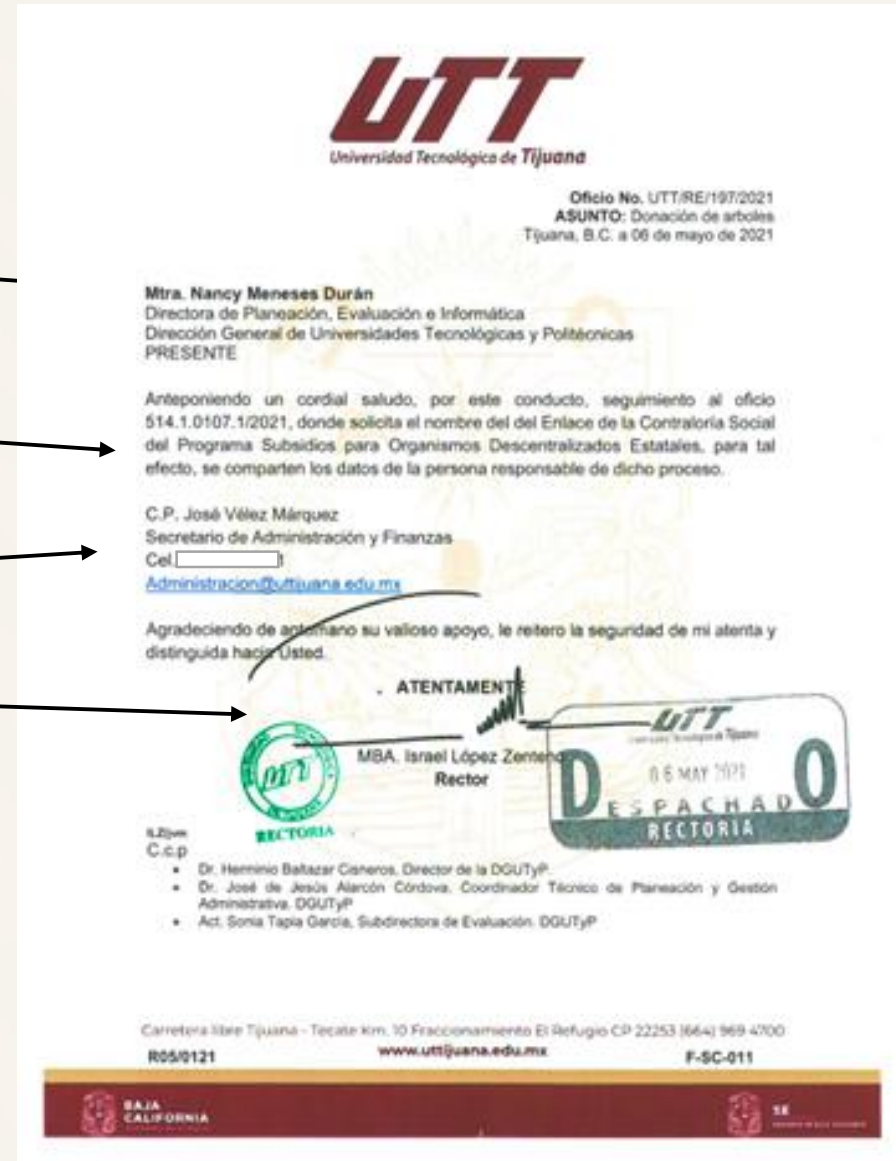 UTT
Universidad Tecnológica de Tijuana
Oficio No. UTT/RE/197/2021
ASUNTO: Donación de arboles
Tijuana, B.C. a 06 de mayo de 2021
Mtra. Nancy Meneses Durán
Directora de Planeación, Evaluación e Informática
Dirección General de Universidades Tecnológicas y Politécnicas
PRESENTE
Anteponiendo un cordial saludo, por este conducto, seguimiento al oficio
514.1.0107.1/2021, donde solicita el nombre del del Enlace de la Contraloría Social
del Programa Subsidios para Organismos Descentralizados Estatales, para tal
efecto, se comparten los datos de la persona responsable de dicho proceso.
C.P. José Vélez Márquez
Secretario de Administración y Finanzas
Cel.
Administracion@uttijuana.edu.mx
Agradeciendo de antemano su valioso apoyo, le reitero la seguridad de mi atenta y
distinguida hacia Usted.
. ATENTAMENTE
MBA. Israel López Zenteno
Rector
UTT
RECTORIA
UTT
Universidad Tecnológica de Tijuana
06 MAY 2021
DESPACHADO
RECTORIA
C.c.p
• Dr. Herminio Baltazar Cisneros, Director de la DGUTyP.
• Dr. José de Jesús Alarcón Córdova, Coordinador Técnico de Planeación y Gestión
Administrativa. DGUTyP
• Act. Sonia Tapia García, Subdirectora de Evaluación. DGUTyP
Carretera libre Tijuana - Tecate Km. 10 Fraccionamiento El Refugio CP 22253 (664) 969 4700
R05/0121 www.uttijuana.edu.mx F-SC-011
BAJA
CALIFORNIA
SE